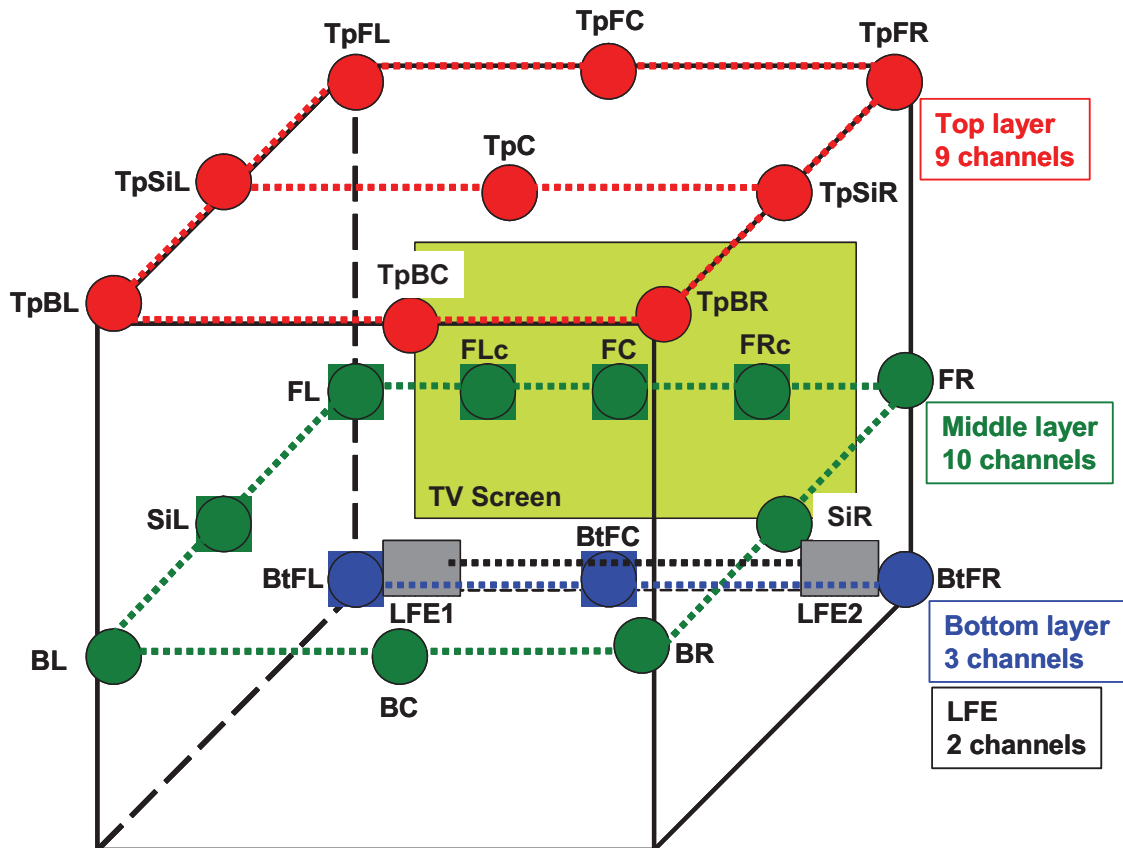 TpFC
TpFL
TpFR
Top layer
9 channels
TpC
TpSiL
TpSiR
TpBC
TpBL
TpBR
FLc
FC
FRc
FL
FR
Middle layer
10 channels
TV Screen
SiL
SiR
BtFC
BtFL
BtFR
LFE1
LFE2
Bottom layer
3 channels
BL
BR
BC
LFE
2 channels